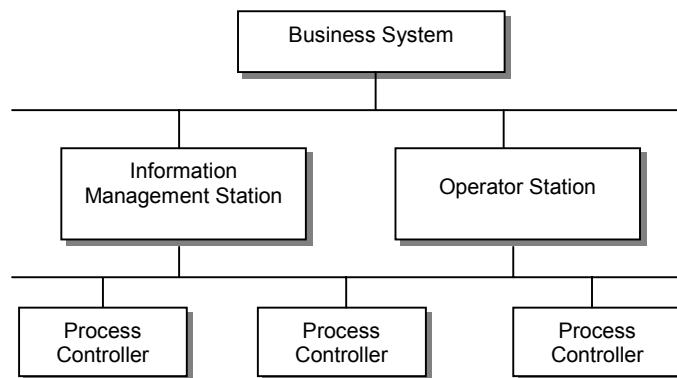 Business System
Information
Management Station
Operator Station
Process
Controller
Process
Controller
Process
Controller